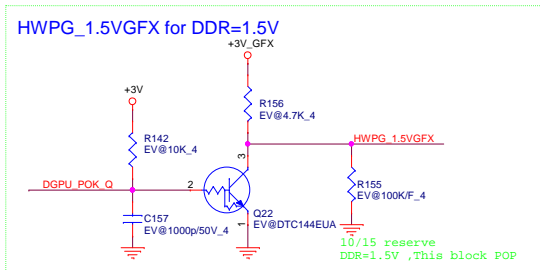 HWPG_1.5VGFX for DDR=1.5V
+3V_GFX
+3V
R156
EV@4.7K_4
R142
EV@10K_4
HWPG_1.5VGFX
3
DGPU_POK_Q
2
R155
EV@100K/F_4
Q22
EV@DTC144EUA
1
C157
EV@1000p/50V_4
10/15 reserve
DDR=1.5V ,This block POP